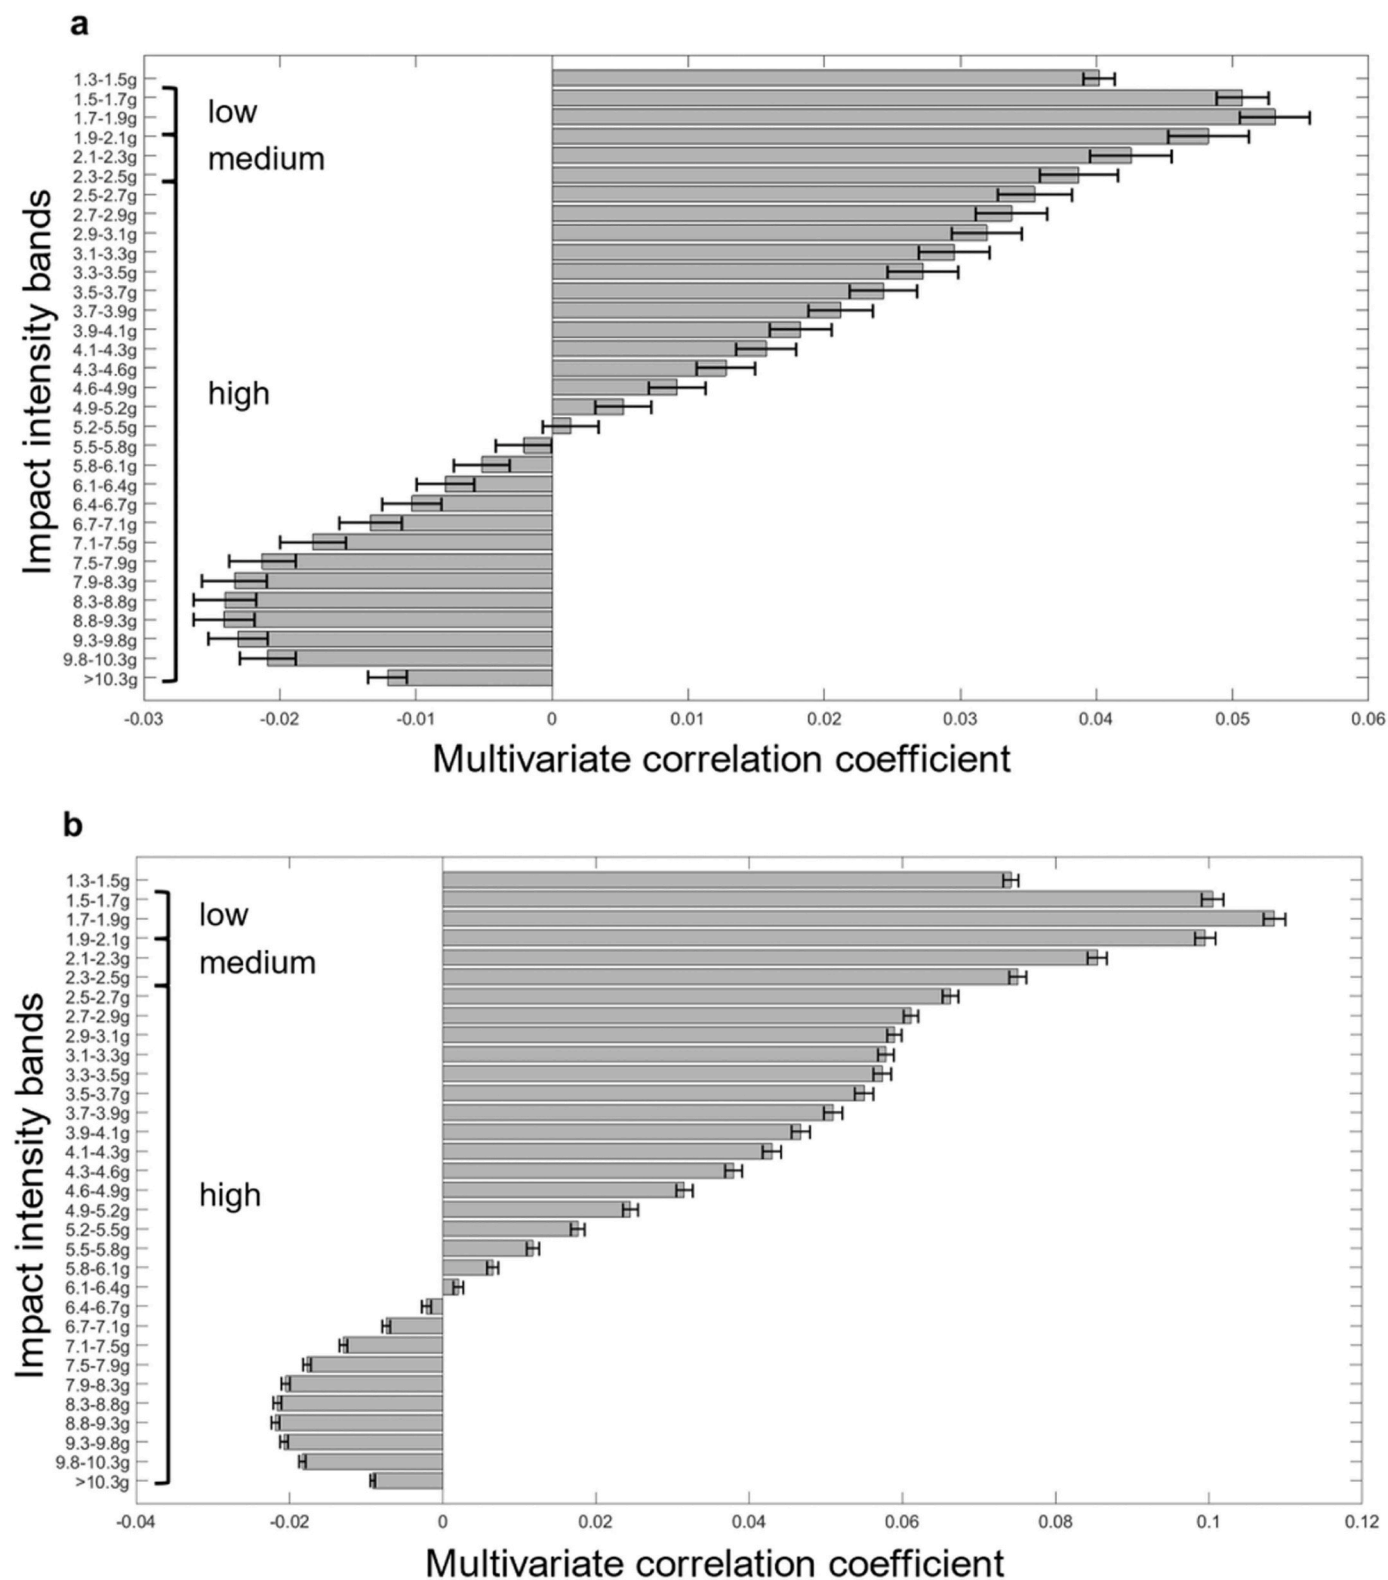 a
1.3-1.5g
1.5-1.7g
1.7-1.9g
1.9-2.1g
2.1-2.3g
2.3-2.5g
2.5-2.7g
2.7-2.9g
2.9-3.1g
3.1-3.3g
3.3-3.5g
3.5-3.7g
3.7-3.9g
3.9-4.1g
4.1-4.3g
4.3-4.6g
4.6-4.9g
4.9-5.2g
5.2-5.5g
5.5-5.8g
5.8-6.1g
6.1-6.4g
6.4-6.7g
6.7-7.1g
7.1-7.5g
7.5-7.9g
7.9-8.3g
8.3-8.8g
8.8-9.3g
9.3-9.8g
9.8-10.3g
>10.3g
low
medium
high
Impact intensity bands
-0.03 -0.02 -0.01 0 0.01 0.02 0.03 0.04 0.05 0.06
Multivariate correlation coefficient
b
1.3-1.5g
1.5-1.7g
1.7-1.9g
1.9-2.1g
2.1-2.3g
2.3-2.5g
2.5-2.7g
2.7-2.9g
2.9-3.1g
3.1-3.3g
3.3-3.5g
3.5-3.7g
3.7-3.9g
3.9-4.1g
4.1-4.3g
4.3-4.6g
4.6-4.9g
4.9-5.2g
5.2-5.5g
5.5-5.8g
5.8-6.1g
6.1-6.4g
6.4-6.7g
6.7-7.1g
7.1-7.5g
7.5-7.9g
7.9-8.3g
8.3-8.8g
8.8-9.3g
9.3-9.8g
9.8-10.3g
>10.3g
low
medium
high
Impact intensity bands
-0.04 -0.02 0 0.02 0.04 0.06 0.08 0.1 0.12
Multivariate correlation coefficient